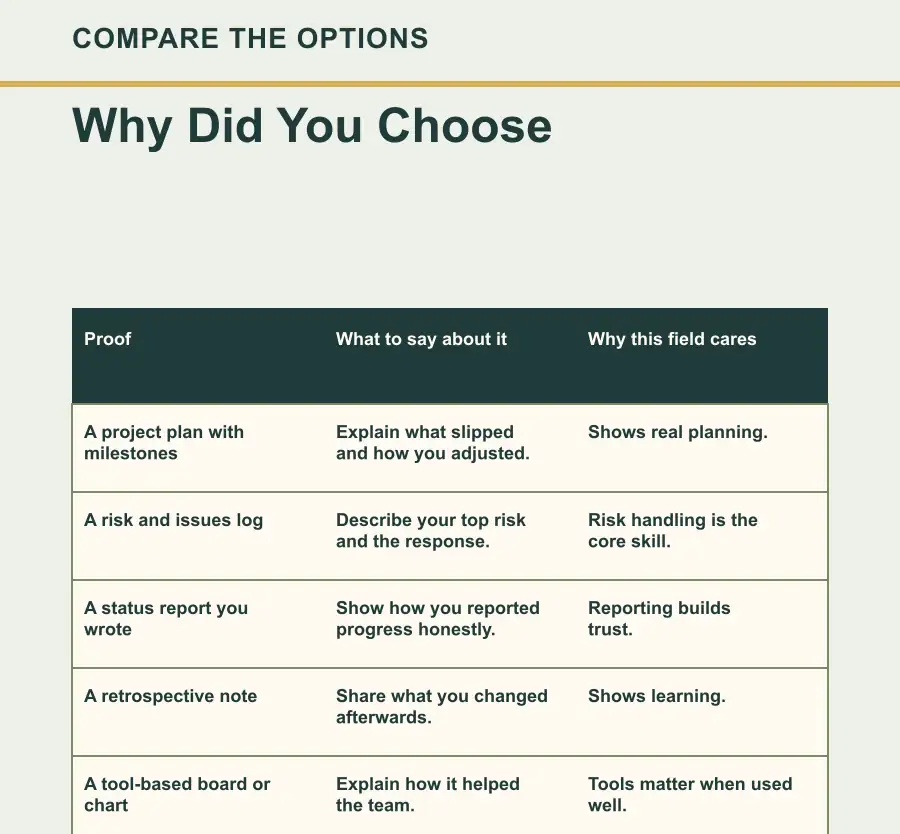 COMPARE THE OPTIONS
Why Did You Choose
Proof
What to say about it
Why this field cares
A project plan with
milestones
Explain what slipped
and how you adjusted.
Shows real planning.
A risk and issues log
Describe your top risk
and the response.
Risk handling is the
core skill.
A status report you
wrote
Show how you reported
progress honestly.
Reporting builds
trust.
A retrospective note
Share what you changed
afterwards.
Shows learning.
A tool-based board or
chart
Explain how it helped
the team.
Tools matter when used
well.